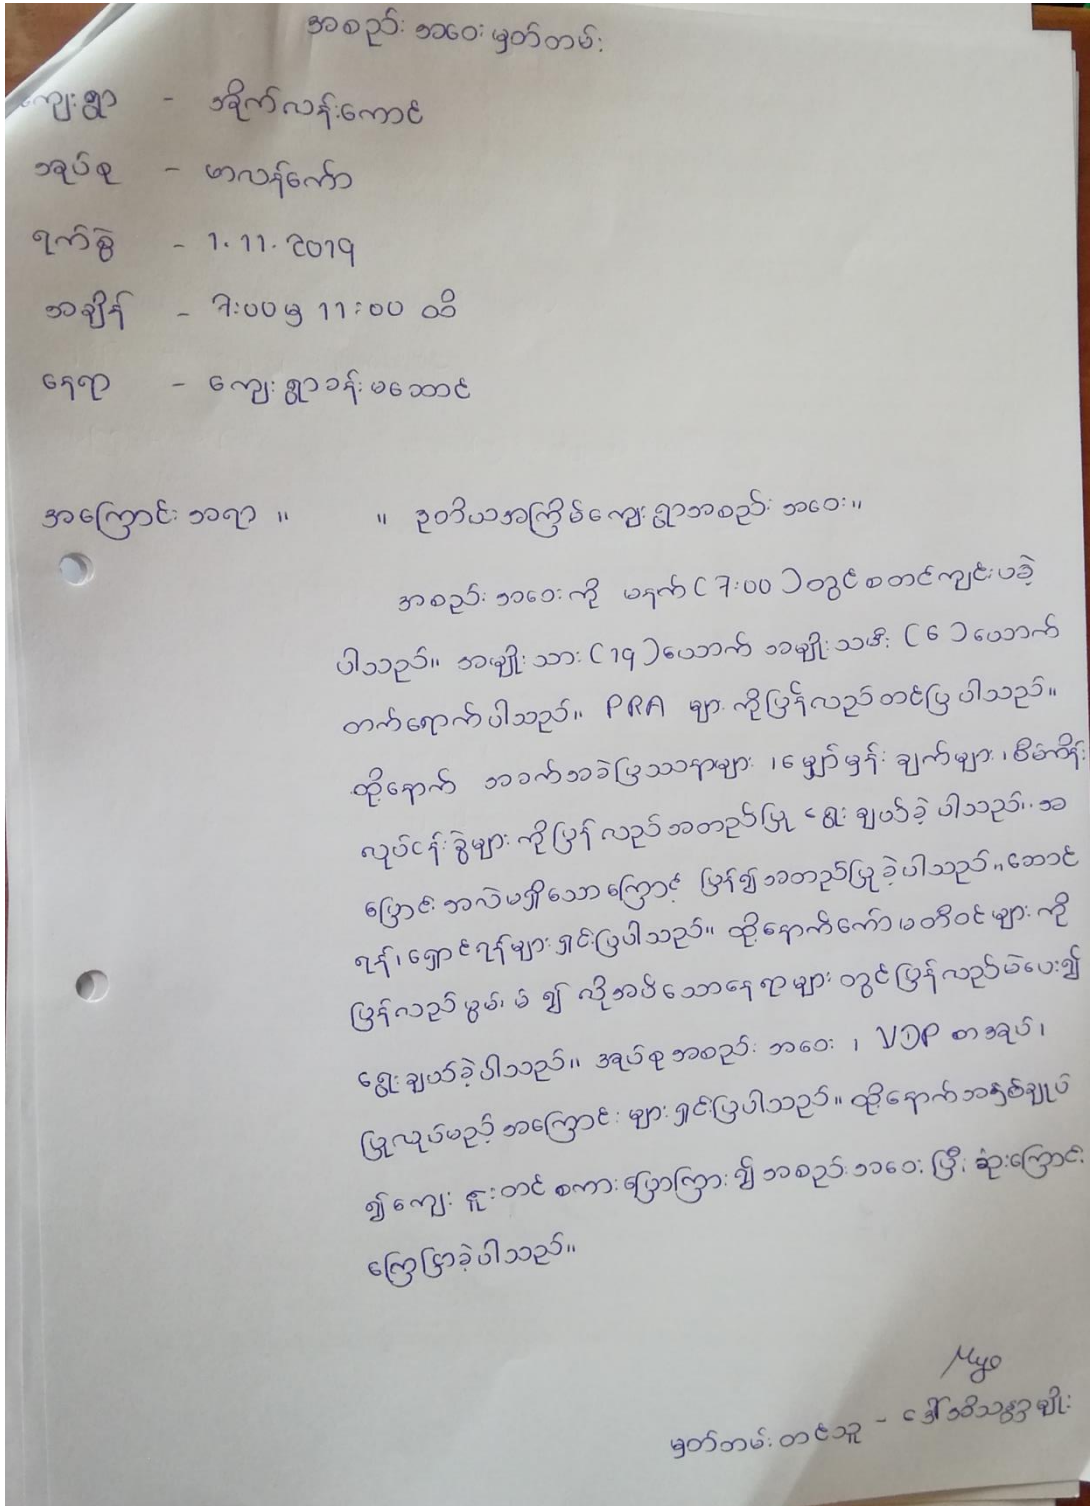 အစည်းအဝေးမှတ်တမ်း
ကျေးရွာ - အိုက်လန်းကောင်
အုပ်စု - မာလန်ကော်
ရက်စွဲ - 1.11.2019
အချိန် - 7:00 မှ 11:00 ထိ
နေရာ - ကျေးရွာခန်းမဆောင်
အကြောင်းအရာ ။ ။ ဒုတိယအကြိမ်ကျေးရွာအစည်းအဝေး။
အစည်းအဝေးကို မနက် (7:00) တွင် စတင်ကျင်းပခဲ့
ပါသည်။ အမျိုးသား (19) ယောက် အမျိုးသမီး (6) ယောက်
တက်ရောက်ပါသည်။ PRA များကိုပြန်လည်တင်ပြပါသည်။
ထို့နောက် အခက်အခဲပြဿနာများ ၊ မျှော်မှန်းချက်များ ၊ စီမံကိန်း
လုပ်ငန်းခွဲများကိုပြန်လည်အတည်ပြု ရွေးချယ်ခဲ့ပါသည်။ အ
ပြောင်းအလဲမရှိသောကြောင့် ပြန်၍အတည်ပြုခဲ့ပါသည်။ ဆောင်
ရန်၊ ရှောင်ရန်များရှင်းပြပါသည်။ ထို့နောက်ကော်မတီဝင်များကို
ပြန်လည် ၍ လိုအပ်သောနေရာများတွင်ပြန်လည်မဲပေး၍
ရွေးချယ်ခဲ့ပါသည်။ အုပ်စုအစည်းအဝေး ၊ VDP စာအုပ် ၊
ပြုလုပ်မည့်အကြောင်းများရှင်းပြပါသည်။ ထို့နောက်အနှစ်ချုပ်
၍ ကျေးဇူးတင်စကားပြောကြား၍ အစည်းအဝေးပြီးဆုံးကြောင်း
ကြေငြာခဲ့ပါသည်။
Myo
မှတ်တမ်းတင်သူ - ဒေါ်အိသန္တာမျိုး